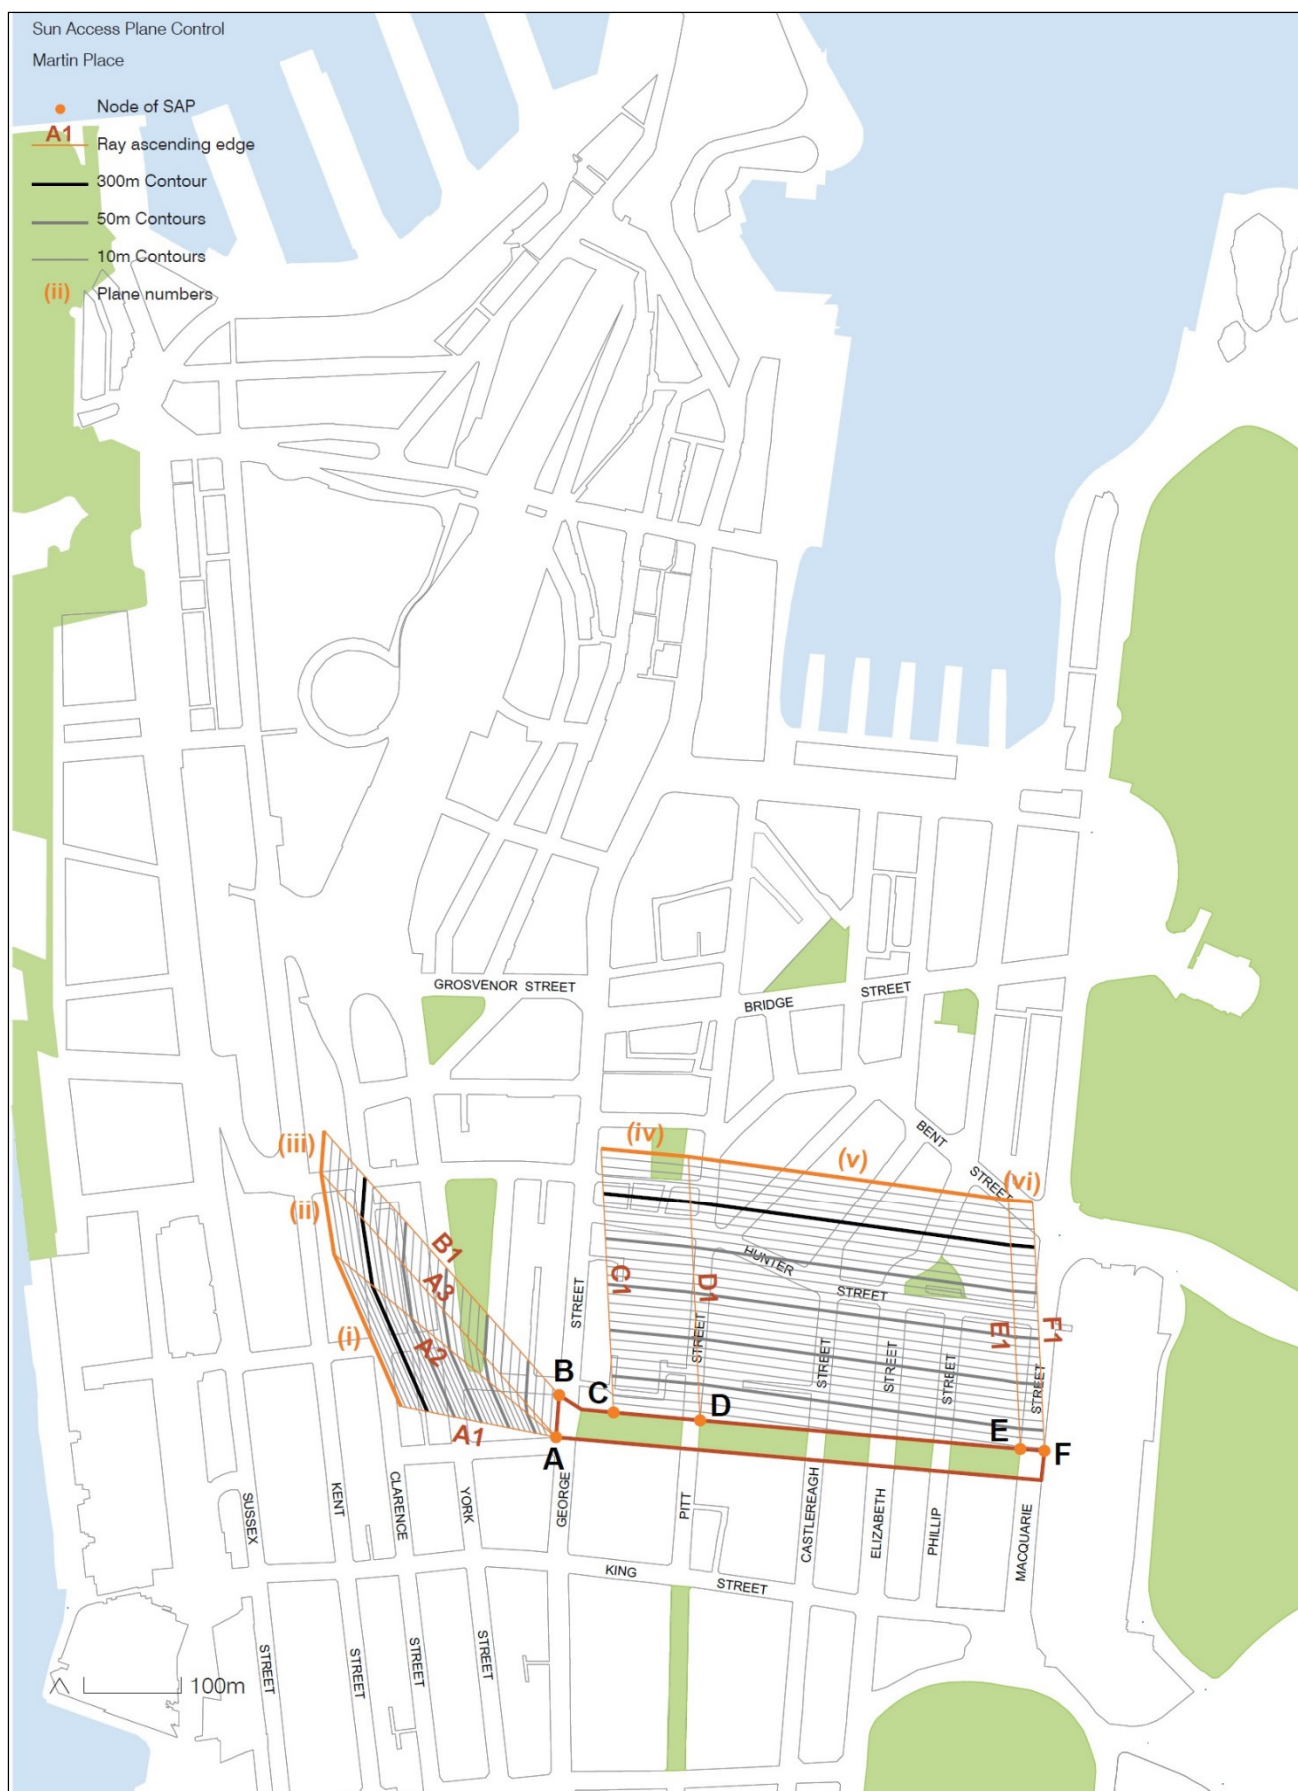 Sun Access Plane Control
Martin Place
Node of SAP
A1
Ray ascending edge
300m Contour
50m Contours
10m Contours
(ii)
Plane numbers
GROSVENOR STREET
BRIDGE STREET
BENT STREET
(iii)
(iv)
(v)
(vi)
(ii)
(i)
B1
A3
A2
A1
C1
D1
E1
F1
HUNTER STREET
STREET
STREET
STREET
STREET
STREET
STREET
B
C
D
E
F
A
SUSSEX
KENT
CLARENCE
YORK
GEORGE
PITT
CASTLEREAGH
ELIZABETH
PHILLIP
MACQUARIE
KING STREET
STREET
STREET
STREET
STREET
100m